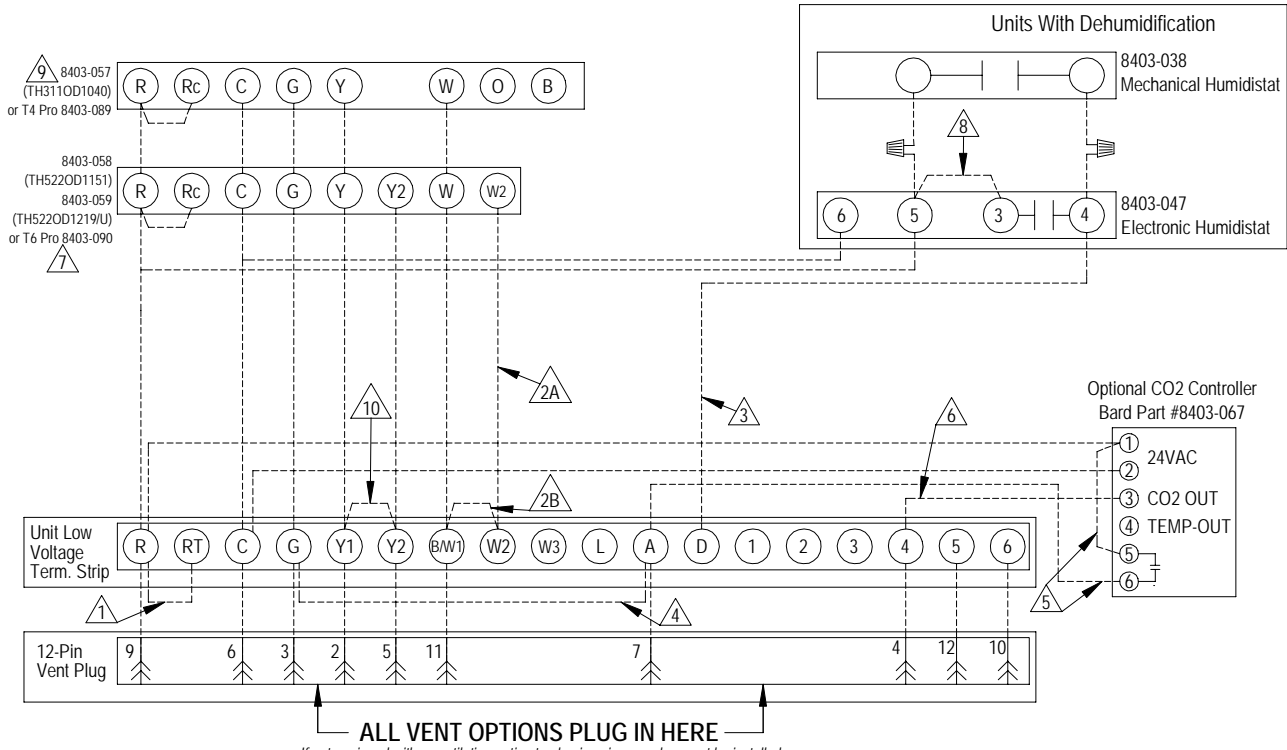 Units With Dehumidification
9
8403-057
(TH311OD1040)
or T4 Pro 8403-089
R Rc C G Y W O B
8403-038
Mechanical Humidistat
8
8403-058
(TH522OD1151)
8403-059
(TH522OD1219/U)
or T6 Pro 8403-090
7
R Rc C G Y Y2 W W2
6 5 3 4
8403-047
Electronic Humidistat
2A
10
3
6
2B
Optional CO2 Controller
Bard Part #8403-067
1
2
24VAC
3 CO2 OUT
4 TEMP-OUT
5
6
5
Unit Low
Voltage
Term. Strip
R RT C G Y1 Y2 B/W1 W2 W3 L A D 1 2 3 4 5 6
1
4
12-Pin
Vent Plug
9 6 3 2 5 11 7 4 12 10
ALL VENT OPTIONS PLUG IN HERE